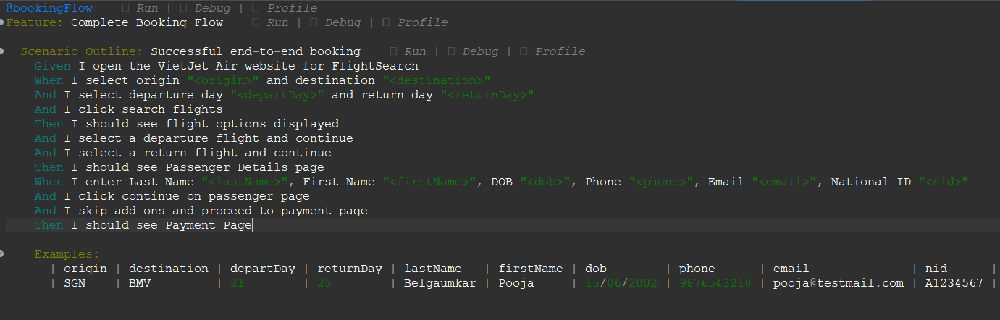 @bookingFlow Run | Debug | Profile
Feature: Complete Booking Flow Run | Debug | Profile
Scenario Outline: Successful end-to-end booking Run | Debug | Profile
Given I open the VietJet Air website for FlightSearch
When I select origin "<origin>" and destination "<destination>"
And I select departure day "<departDay>" and return day "<returnDay>"
And I click search flights
Then I should see flight options displayed
And I select a departure flight and continue
And I select a return flight and continue
Then I should see Passenger Details page
When I enter Last Name "<lastName>", First Name "<firstName>", DOB "<dob>", Phone "<phone>", Email "<email>", National ID "<nid>"
And I click continue on passenger page
And I skip add-ons and proceed to payment page
Then I should see Payment Page
Examples:
| origin | destination | departDay | returnDay | lastName | firstName | dob | phone | email | nid |
| SGN | BMV | 21 | 25 | Belgaumkar | Pooja | 15/06/2002 | 9876543210 | pooja@testmail.com | A1234567 |